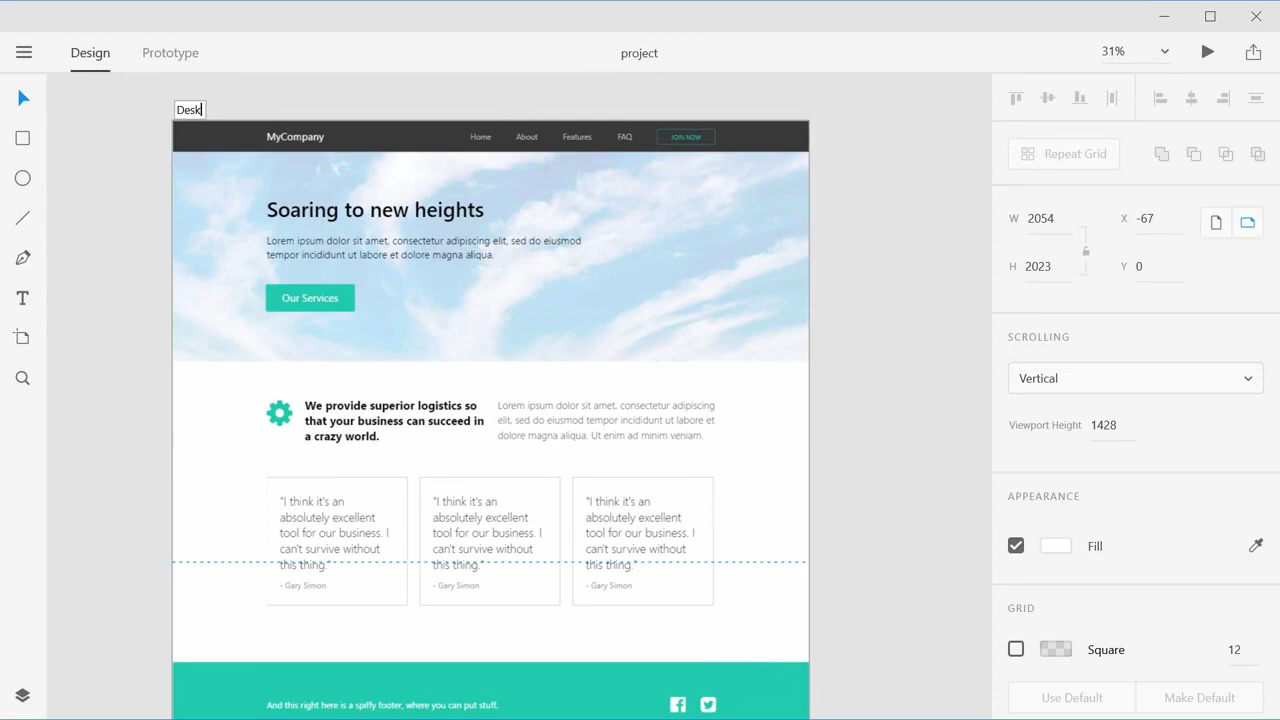 Design
Prototype
project
31%
Desk
MyCompany
Home
About
Features
FAQ
JOIN NOW
Soaring to new heights
Lorem ipsum dolor sit amet, consectetur adipiscing elit, sed do eiusmod
tempor incididunt ut labore et dolore magna aliqua.
Our Services
We provide superior logistics so
that your business can succeed in
a crazy world.
Lorem ipsum dolor sit amet, consectetur adipiscing
elit, sed do eiusmod tempor incididunt ut labore et
dolore magna aliqua. Ut enim ad minim veniam.
"I think it's an
absolutely excellent
tool for our business. I
can't survive without
this thing."
- Gary Simon
"I think it's an
absolutely excellent
tool for our business. I
can't survive without
this thing."
- Gary Simon
"I think it's an
absolutely excellent
tool for our business. I
can't survive without
this thing."
- Gary Simon
And this right here is a spiffy footer, where you can put stuff.
Repeat Grid
W 2054
X -67
H 2023
Y 0
SCROLLING
Vertical
Viewport Height 1428
APPEARANCE
Fill
GRID
Square
12
Use Default
Make Default